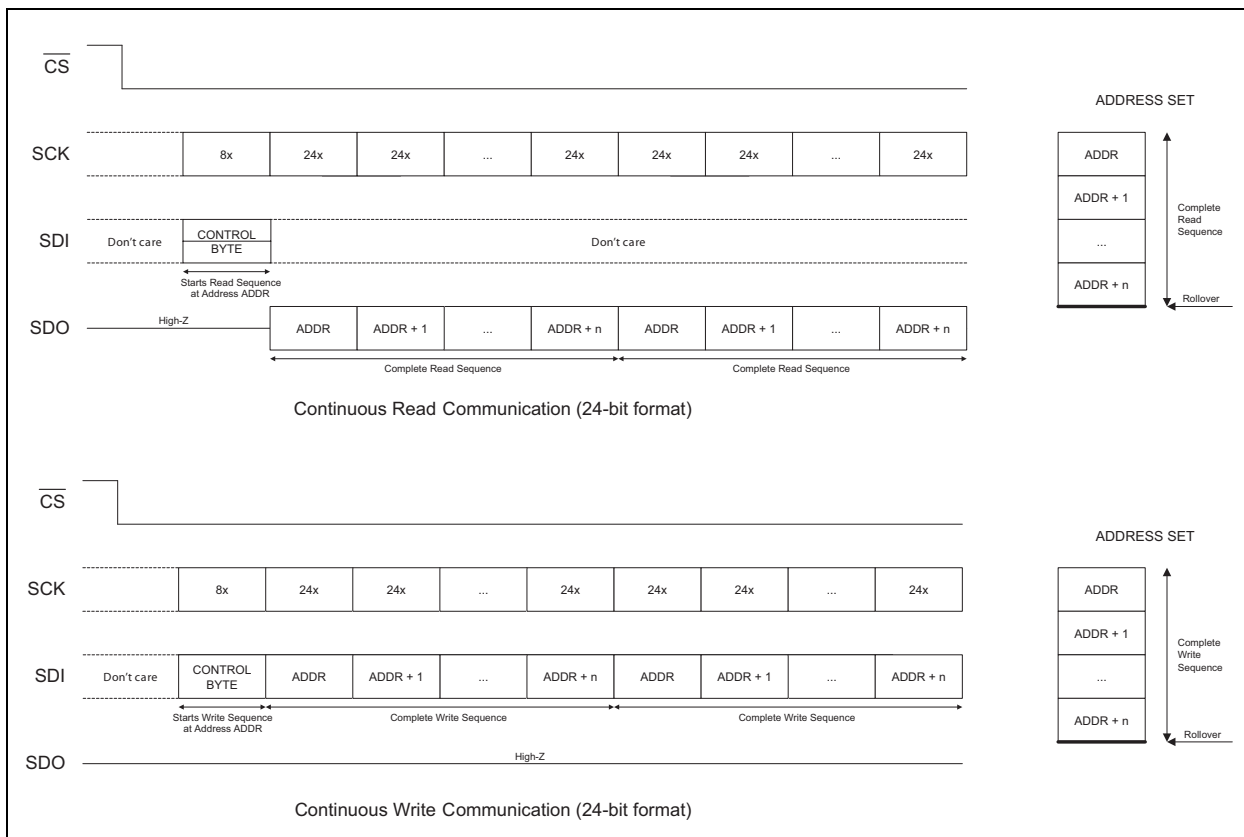 CS
ADDRESS SET
SCK
8x 24x 24x ... 24x 24x 24x ... 24x
ADDR
ADDR + 1
...
ADDR + n
Complete
Read
Sequence
Rollover
SDI
Don't care
CONTROL
BYTE
Don't care
Starts Read Sequence
at Address ADDR
SDO
High-Z
ADDR ADDR + 1 ... ADDR + n ADDR ADDR + 1 ... ADDR + n
Complete Read Sequence Complete Read Sequence
Continuous Read Communication (24-bit format)
CS
ADDRESS SET
SCK
8x 24x 24x ... 24x 24x 24x ... 24x
ADDR
ADDR + 1
...
ADDR + n
Complete
Write
Sequence
Rollover
SDI
Don't care
CONTROL
BYTE
ADDR ADDR + 1 ... ADDR + n ADDR ADDR + 1 ... ADDR + n
Starts Write Sequence
at Address ADDR
Complete Write Sequence Complete Write Sequence
SDO
High-Z
Continuous Write Communication (24-bit format)